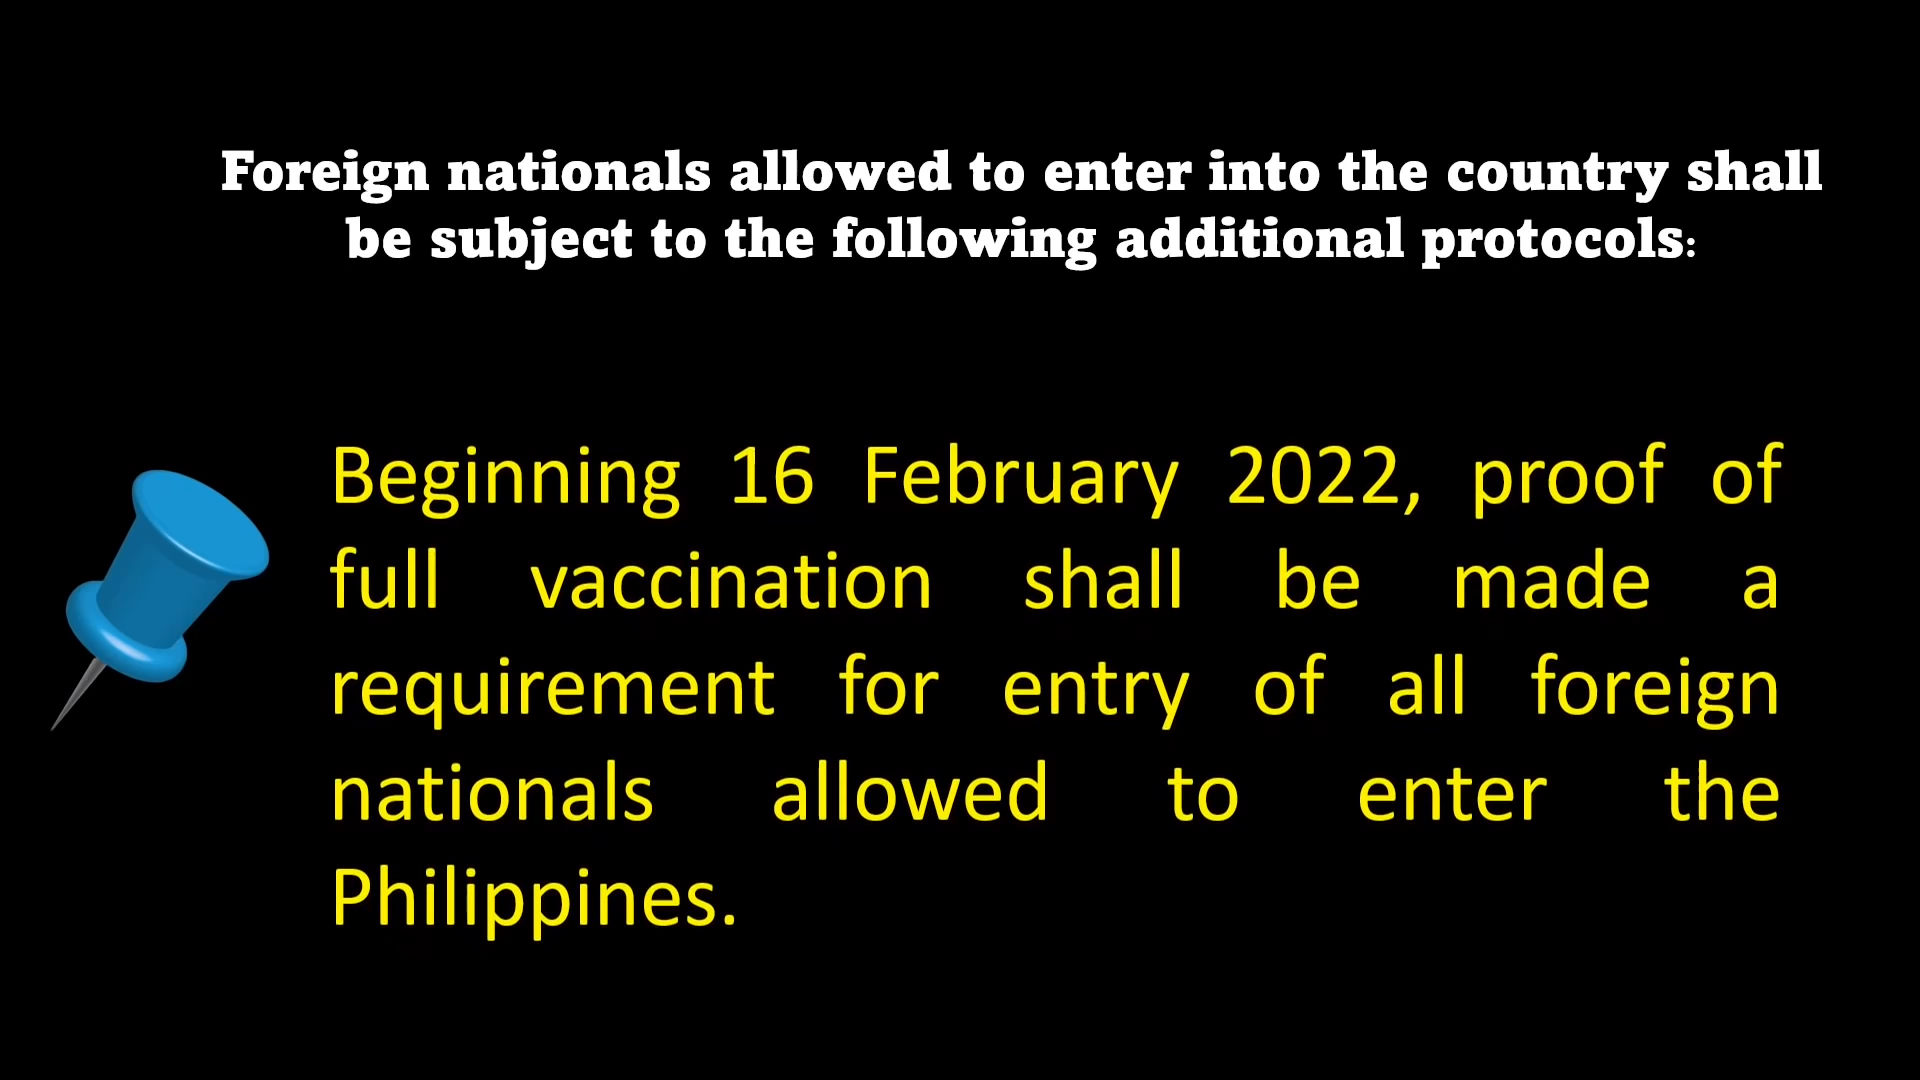 Foreign nationals allowed to enter into the country shall
be subject to the following additional protocols:
Beginning 16 February 2022, proof of
full vaccination shall be made a
requirement for entry of all foreign
nationals allowed to enter the
Philippines.